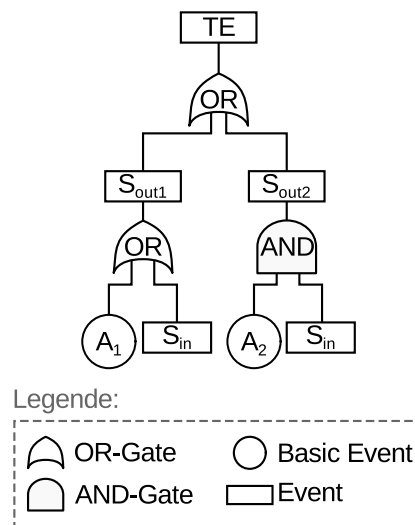 TE
OR
Sout1 Sout2
OR AND
A1 Sin A2 Sin
Legende:
OR-Gate Basic Event
AND-Gate Event